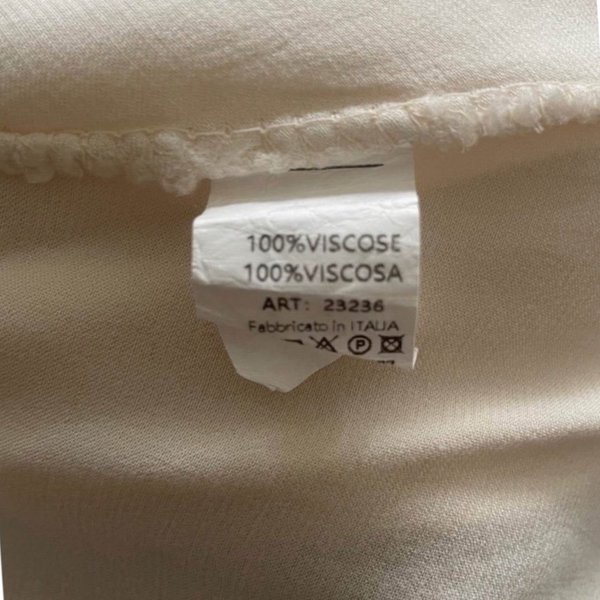 100%VISCOSE
100%VISCOSA
ART: 23236
Fabbricato in ITALIA
P